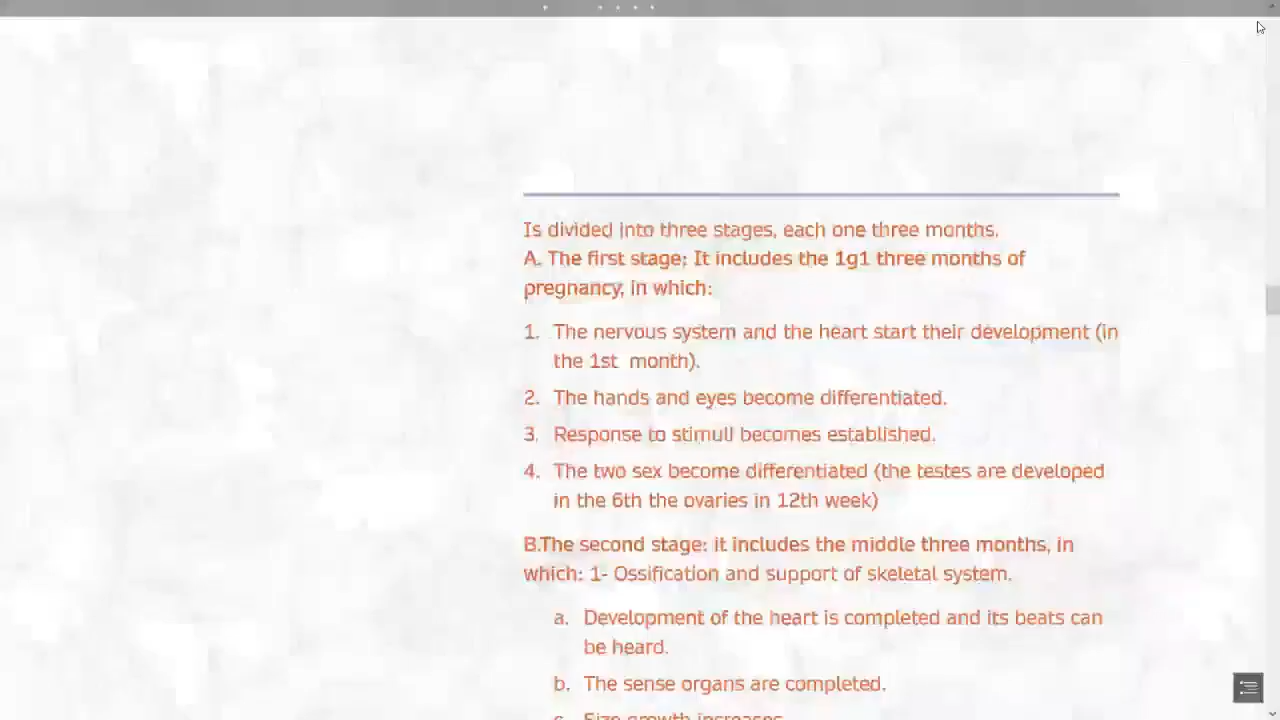 Is divided into three stages, each one three months.
A. The first stage: It includes the 1g1 three months of
pregnancy, in which:
1. The nervous system and the heart start their development (in
the 1st month).
2. The hands and eyes become differentiated.
3. Response to stimull becomes established.
4. The two sex become differentiated (the testes are developed
in the 6th the ovaries in 12th week)
B.The second stage: it includes the middle three months, in
which: 1- Ossification and support of skeletal system.
a. Development of the heart is completed and its beats can
be heard.
b. The sense organs are completed.
c. Size growth increases.